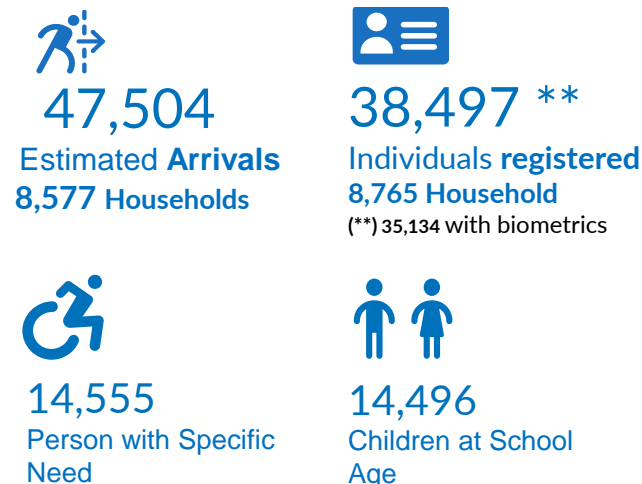 47,504
Estimated Arrivals
8,577 Households
38,497 **
Individuals registered
8,765 Household
(**) 35,134 with biometrics
14,555
Person with Specific
Need
14,496
Children at School
Age